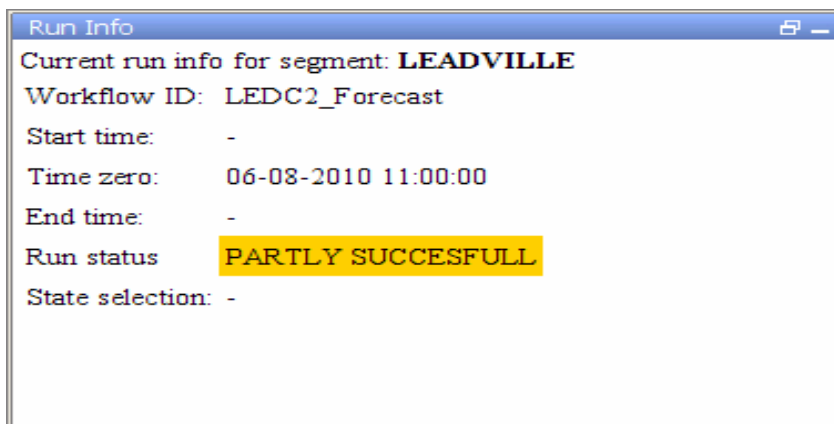 Run Info
Current run info for segment: LEADVILLE
Workflow ID: LEDC2_Forecast
Start time: -
Time zero: 06-08-2010 11:00:00
End time: -
Run status PARTLY SUCCESFULL
State selection: -